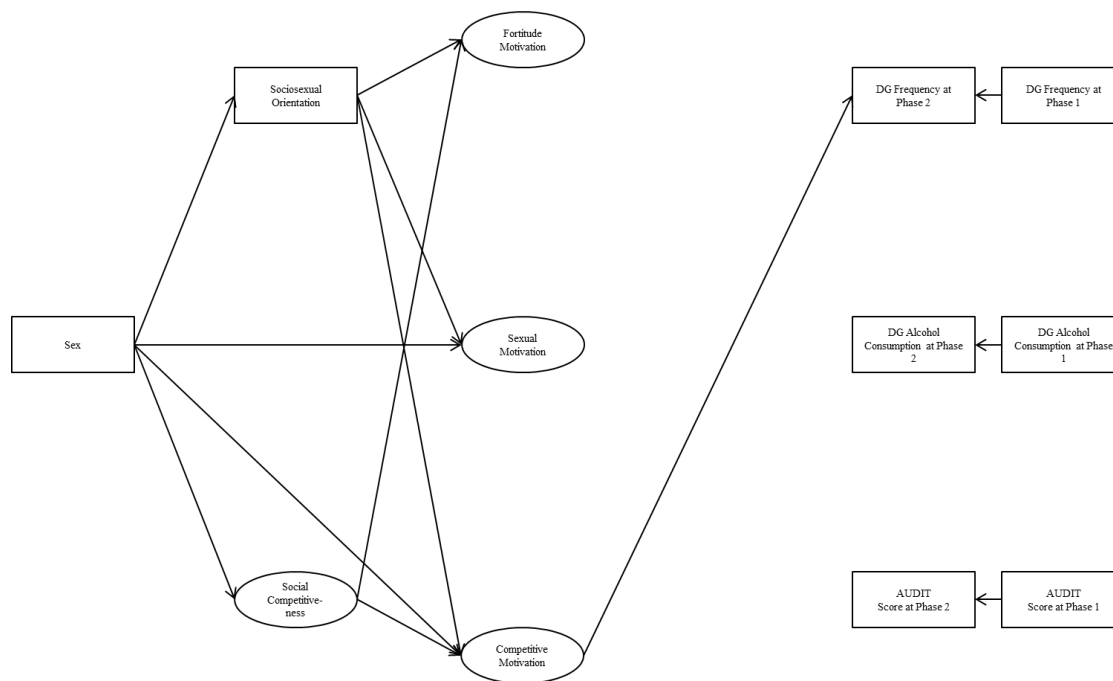 Fortitude
Motivation
Sociosexual
Orientation
DG Frequency at
Phase 2
DG Frequency at
Phase 1
Sex
Sexual
Motivation
DG Alcohol
Consumption at Phase
2
DG Alcohol
Consumption at Phase
1
Social
Competitive-
ness
AUDIT
Score at Phase 2
AUDIT
Score at Phase 1
Competitive
Motivation